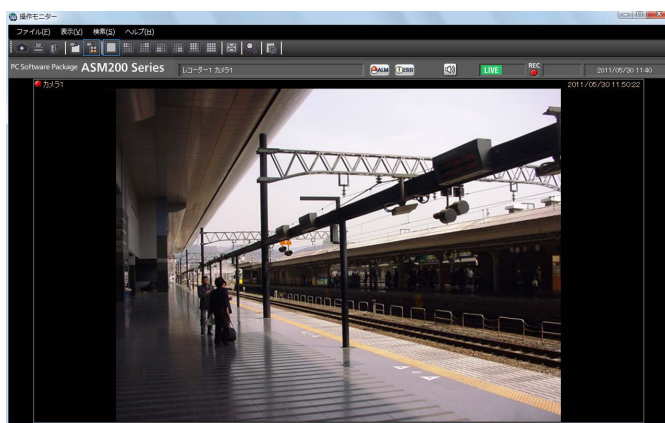 操作モニター
ファイル(F) 表示(V) 検索(S) ヘルプ(H)
PC Software Package ASM200 Series
レコーダー1 カメラ1
ALM
ERR
LIVE
REC
2011/05/30 11:40
カメラ1
2011/05/30 11:50:22